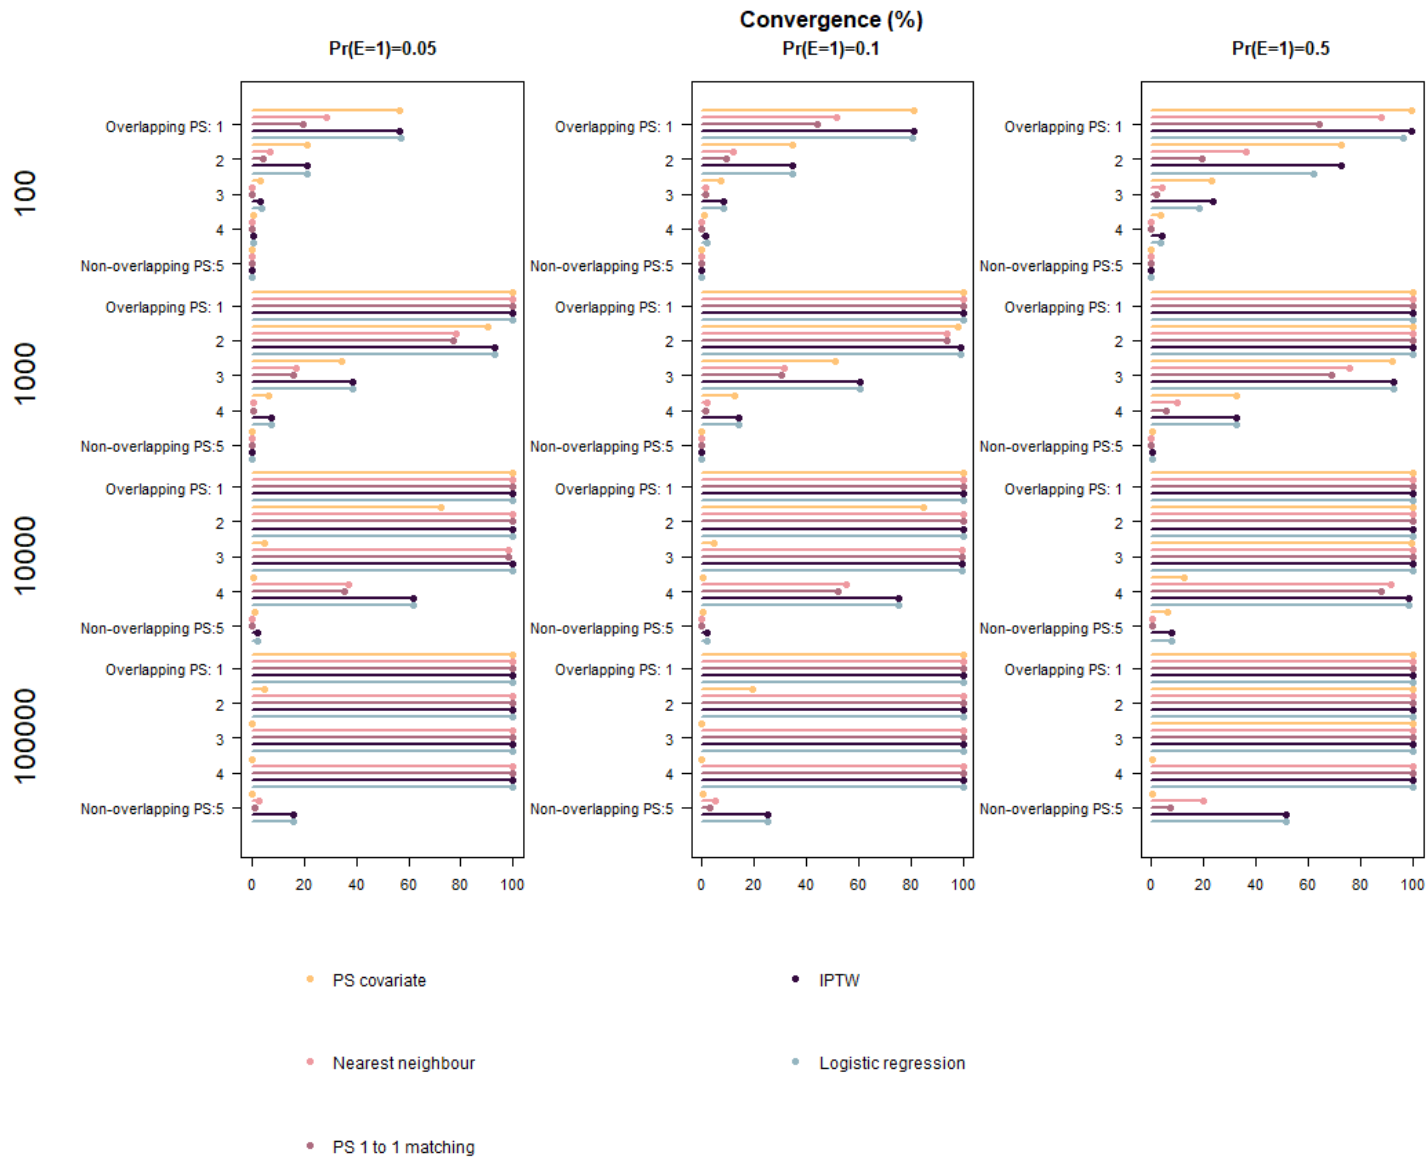 Convergence (%)
Pr(E=1)=0.05 Pr(E=1)=0.1 Pr(E=1)=0.5
100
Overlapping PS: 1 Overlapping PS: 1 Overlapping PS: 1
2 2 2
3 3 3
4 4 4
Non-overlapping PS:5 Non-overlapping PS:5 Non-overlapping PS:5
1000
Overlapping PS: 1 Overlapping PS: 1 Overlapping PS: 1
2 2 2
3 3 3
4 4 4
Non-overlapping PS:5 Non-overlapping PS:5 Non-overlapping PS:5
10000
Overlapping PS: 1 Overlapping PS: 1 Overlapping PS: 1
2 2 2
3 3 3
4 4 4
Non-overlapping PS:5 Non-overlapping PS:5 Non-overlapping PS:5
100000
Overlapping PS: 1 Overlapping PS: 1 Overlapping PS: 1
2 2 2
3 3 3
4 4 4
Non-overlapping PS:5 Non-overlapping PS:5 Non-overlapping PS:5
0 20 40 60 80 100 0 20 40 60 80 100 0 20 40 60 80 100
PS covariate IPTW
Nearest neighbour Logistic regression
PS 1 to 1 matching